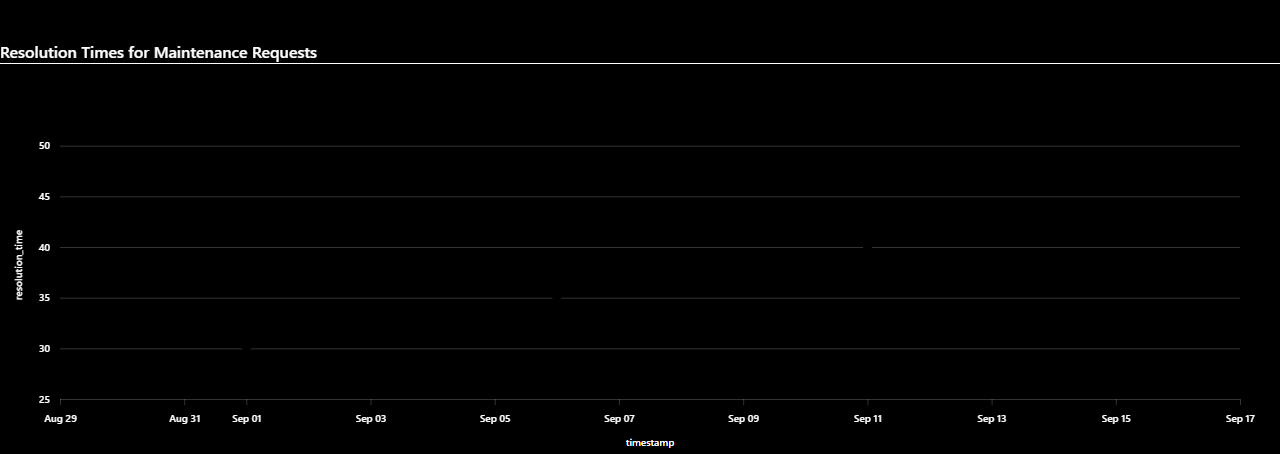 Resolution Times for Maintenance Requests
50
45
40
35
30
25
resolution_time
Aug 29 Aug 31 Sep 01 Sep 03 Sep 05 Sep 07 Sep 09 Sep 11 Sep 13 Sep 15 Sep 17
timestamp